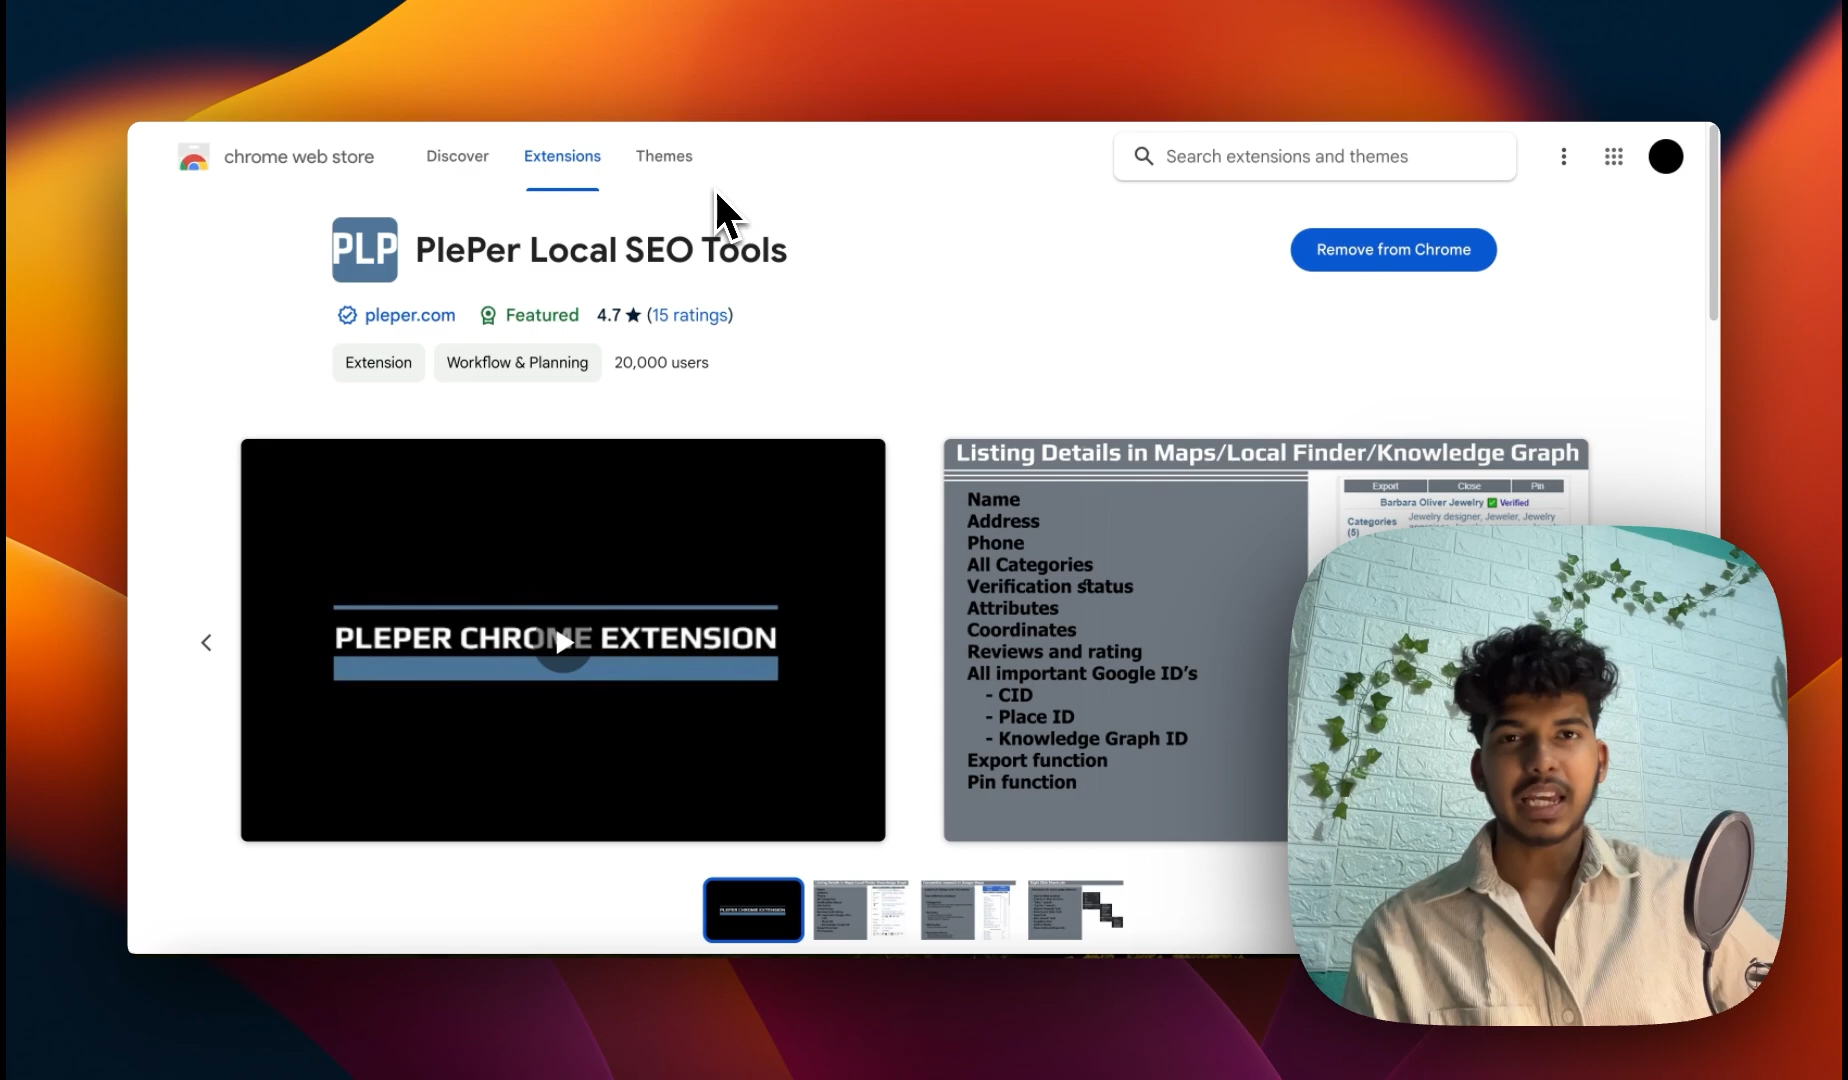 chrome web store
Discover
Extensions
Themes
Search extensions and themes
PLP
PlePer Local SEO Tools
Remove from Chrome
pleper.com
Featured
4.7 ★ (15 ratings)
Extension
Workflow & Planning
20,000 users
PLEPER CHROME EXTENSION
Listing Details in Maps/Local Finder/Knowledge Graph
Name
Address
Phone
All Categories
Verification status
Attributes
Coordinates
Reviews and rating
All important Google ID's
- CID
- Place ID
- Knowledge Graph ID
Export function
Pin function
Export
Close
Pin
Barbara Oliver Jewelry ✅ Verified
Categories
(5)
Jewelry designer, Jeweler, Jewelry
PLEPER CHROME EXTENSION